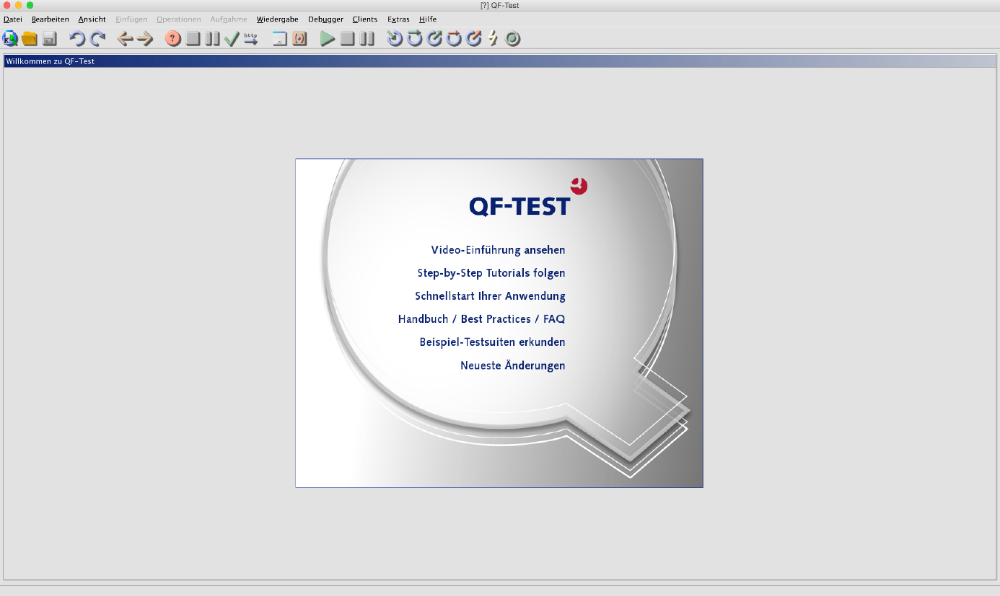 [?] QF-Test
Datei Bearbeiten Ansicht Einfügen Operationen Aufnahme Wiedergabe Debugger Clients Extras Hilfe
?
http
Willkommen zu QF-Test
QF-TEST
Video-Einführung ansehen
Step-by-Step Tutorials folgen
Schnellstart Ihrer Anwendung
Handbuch / Best Practices / FAQ
Beispiel-Testsuiten erkunden
Neueste Änderungen